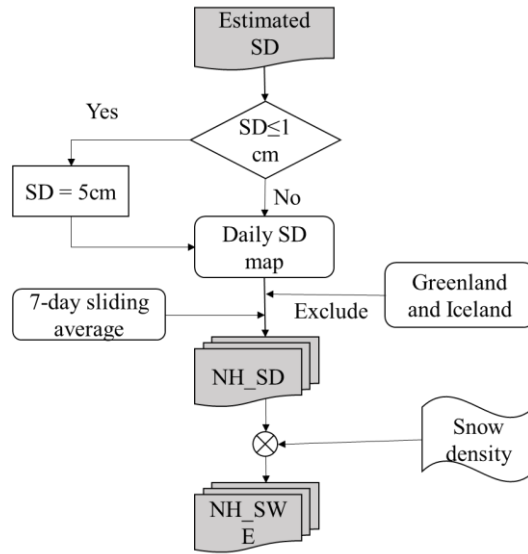 Estimated
SD
Yes
SD≤1
cm
SD = 5cm
No
Daily SD
map
7-day sliding
average
Exclude
Greenland
and Iceland
NH_SD
Snow
density
NH_SW
E